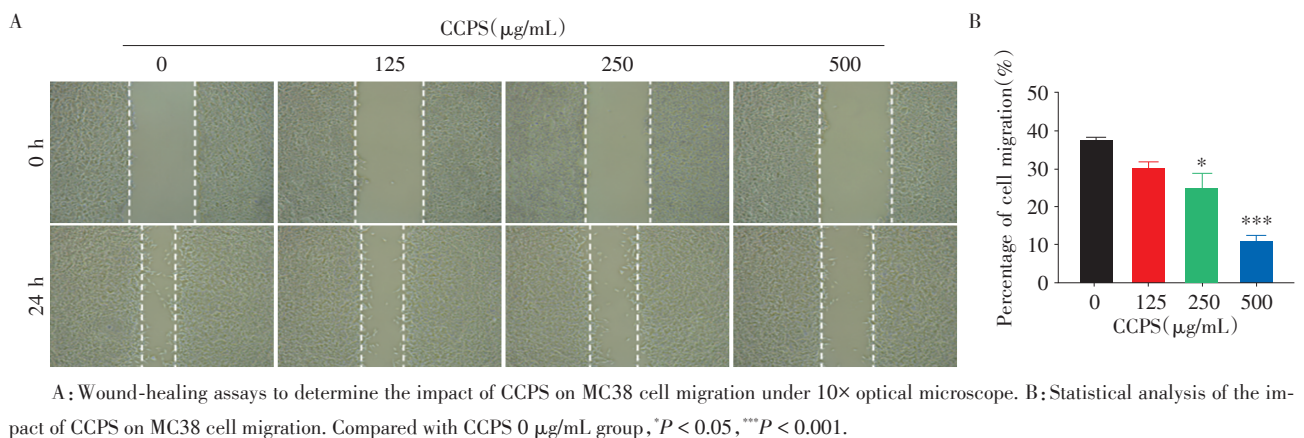 A
CCPS(μg/mL)
0 125 250 500
0 h
24 h
B
Percentage of cell migration(%)
50
40
30
20
10
0
*
***
0 125 250 500
CCPS(μg/mL)
A:Wound-healing assays to determine the impact of CCPS on MC38 cell migration under 10× optical microscope. B:Statistical analysis of the im-
pact of CCPS on MC38 cell migration. Compared with CCPS 0 μg/mL group,*P < 0.05,***P < 0.001.